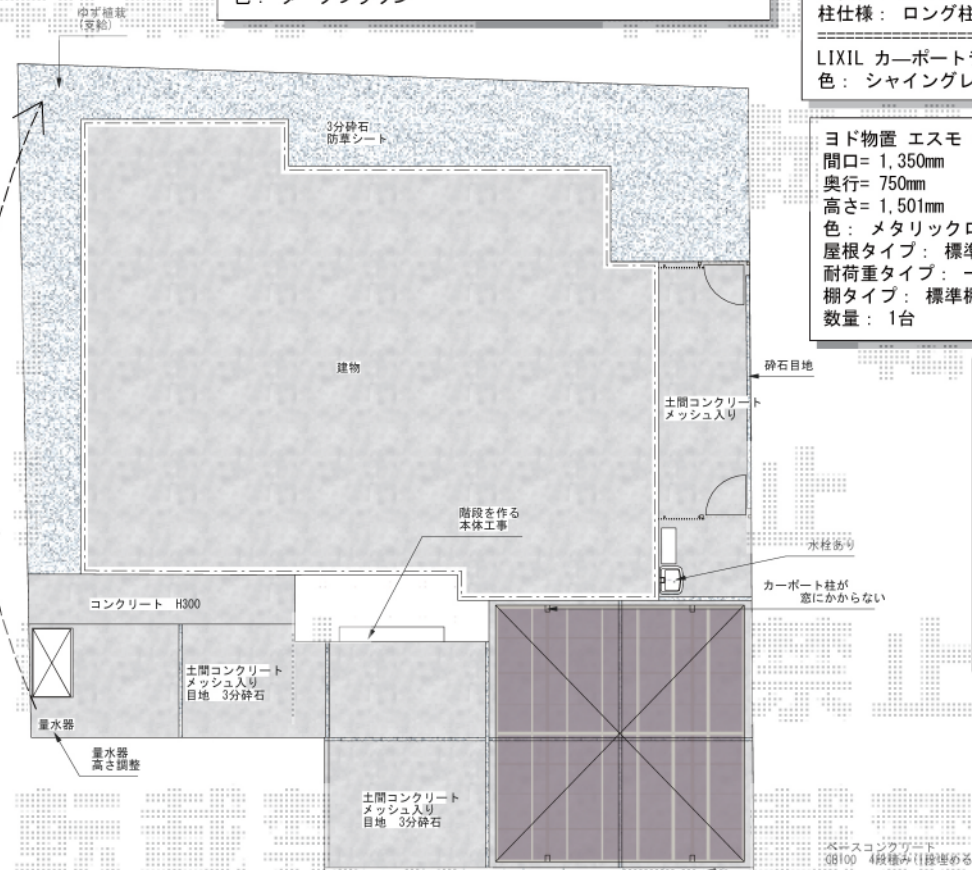 ゆず植栽
(支給)
柱仕様： ロング柱
==================
LIXIL カーポート
色： シャイングレ
ヨド物置 エスモ
間口= 1,350mm
奥行= 750mm
高さ= 1,501mm
色： メタリック
屋根タイプ： 標準
耐荷重タイプ： 一
棚タイプ： 標準棚
数量： 1台
3分砕石
防草シート
建物
砕石目地
土間コンクリート
メッシュ入り
階段を作る
本体工事
水栓あり
カーポート柱が
窓にかからない
コンクリート H300
土間コンクリート
メッシュ入り
目地 3分砕石
量水器
量水器
高さ調整
土間コンクリート
メッシュ入り
目地 3分砕石
ベースコンクリート
CB100 4段積み(1段埋める